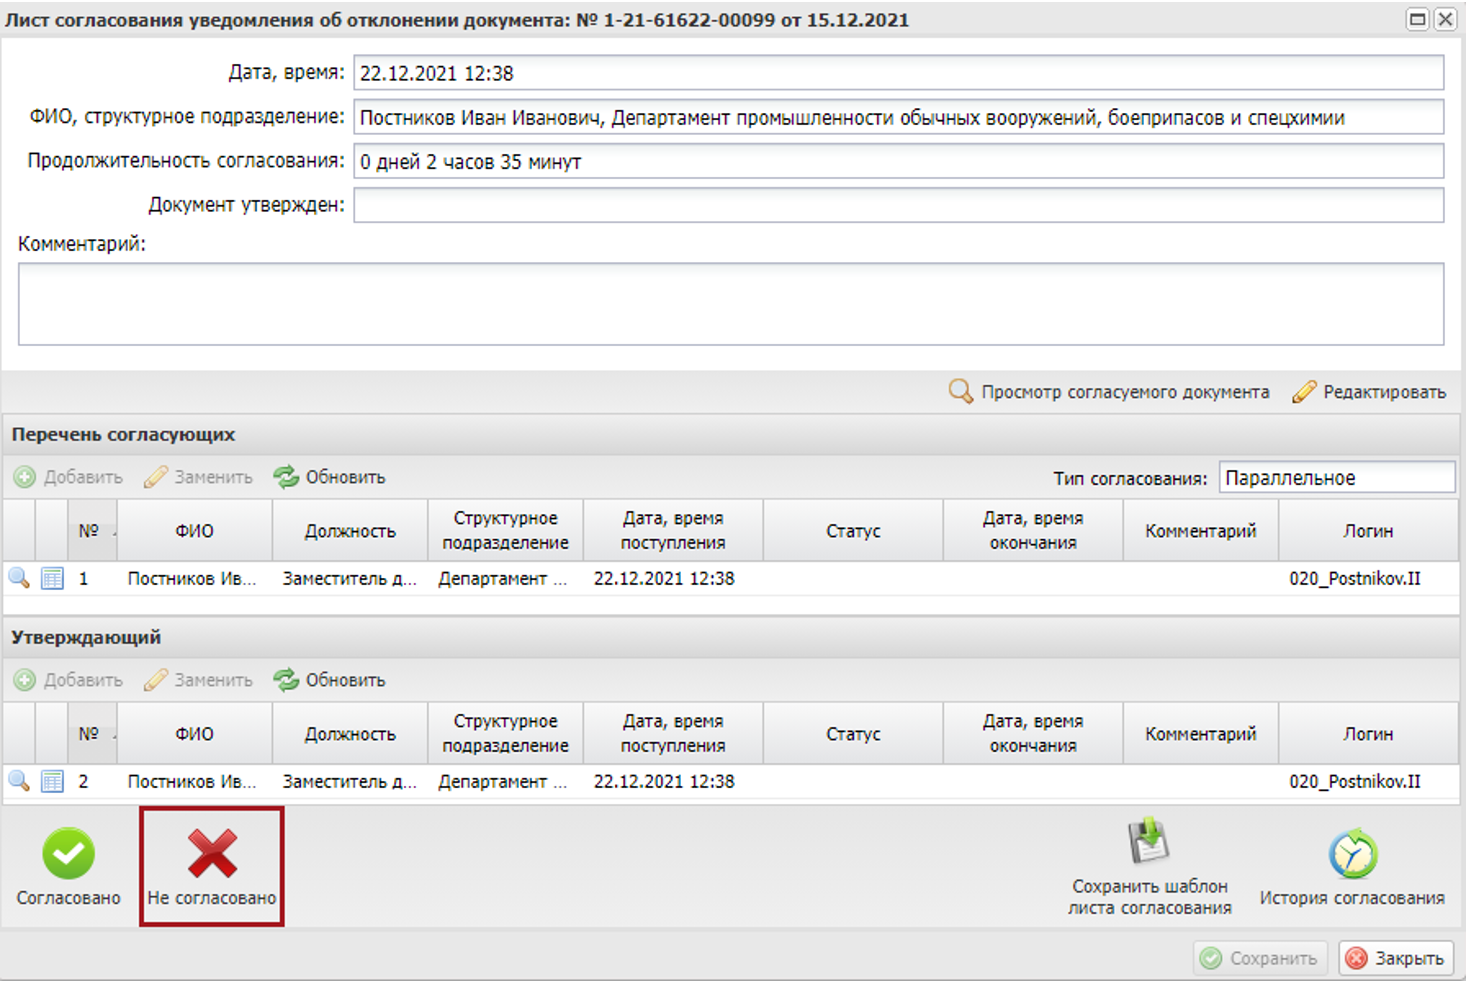 Лист согласования уведомления об отклонении документа: № 1-21-61622-00099 от 15.12.2021
Дата, время: 22.12.2021 12:38
ФИО, структурное подразделение: Постников Иван Иванович, Департамент промышленности обычных вооружений, боеприпасов и спецхимии
Продолжительность согласования: 0 дней 2 часов 35 минут
Документ утвержден:
Комментарий:
Просмотр согласуемого документа Редактировать
Перечень согласующих
Добавить Заменить Обновить Тип согласования: Параллельное
№ ФИО Должность Структурное подразделение Дата, время поступления Статус Дата, время окончания Комментарий Логин
1 Постников Ив... Заместитель д... Департамент ... 22.12.2021 12:38 020_Postnikov.II
Утверждающий
Добавить Заменить Обновить
№ ФИО Должность Структурное подразделение Дата, время поступления Статус Дата, время окончания Комментарий Логин
2 Постников Ив... Заместитель д... Департамент ... 22.12.2021 12:38 020_Postnikov.II
Согласовано Не согласовано Сохранить шаблон листа согласования История согласования
Сохранить Закрыть